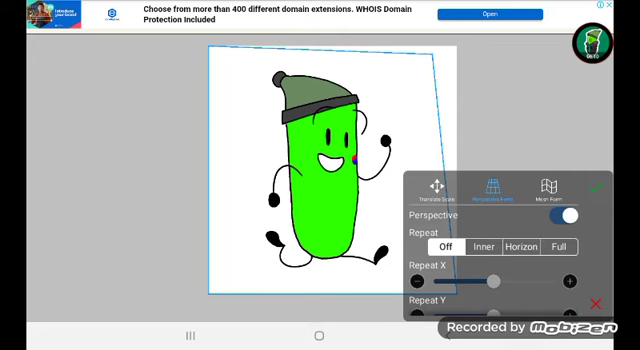 Choose from more than 400 different domain extensions. WHOIS Domain
Protection Included
Open
Translate Scale
Perspective Form
Mesh Form
Perspective
Repeat
Off
Inner
Horizon
Full
Repeat X
Repeat Y
Recorded by Mobizen